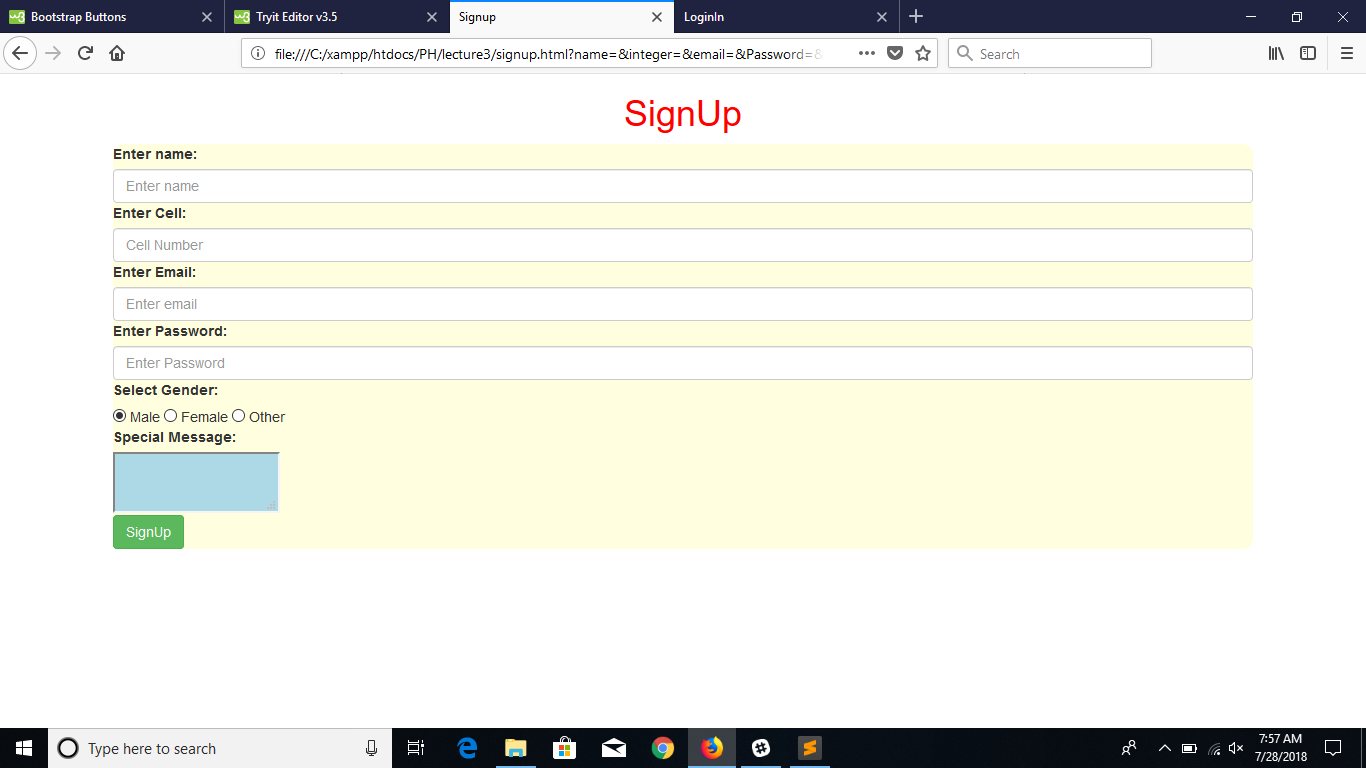 Bootstrap Buttons
Tryit Editor v3.5
Signup
LoginIn
file:///C:/xampp/htdocs/PH/lecture3/signup.html?name=&integer=&email=&Password=&
Search
SignUp
Enter name:
Enter name
Enter Cell:
Cell Number
Enter Email:
Enter email
Enter Password:
Enter Password
Select Gender:
Male Female Other
Special Message:
SignUp
Type here to search
7:57 AM
7/28/2018